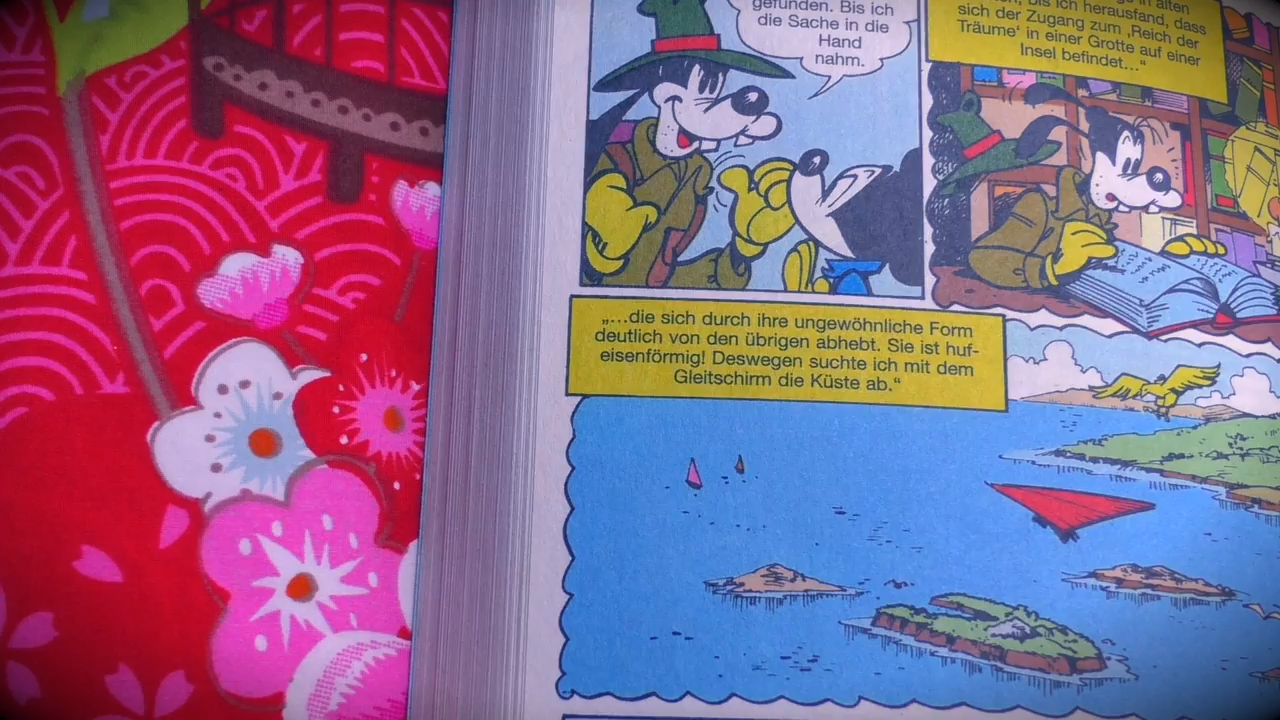 gefunden. Bis ich
die Sache in die
Hand
nahm.
in alten
bis ich herausfand, dass
sich der Zugang zum ‚Reich der
Träume‘ in einer Grotte auf einer
Insel befindet…“
„…die sich durch ihre ungewöhnliche Form
deutlich von den übrigen abhebt. Sie ist huf-
eisenförmig! Deswegen suchte ich mit dem
Gleitschirm die Küste ab.“